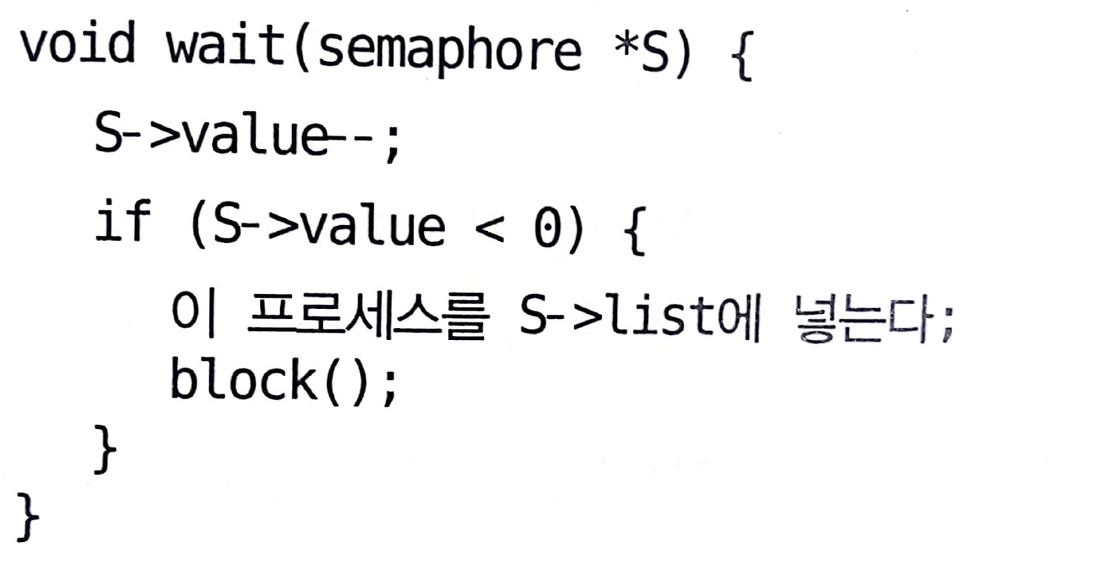 void wait(semaphore *S) {
S->value--;
if (S->value < 0) {
이 프로세스를 S->list에 넣는다;
block();
}
}